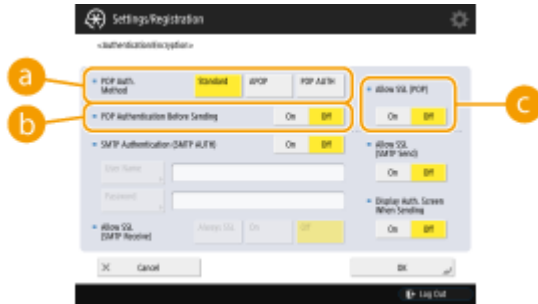 Settings/Registration
<Authentication/Encryption>
a
POP Auth. Method
Standard
APOP
POP AUTH
Allow SSL (POP)
On
Off
c
b
POP Authentication Before Sending
On
Off
SMTP Authentication (SMTP AUTH)
On
Off
Allow SSL (SMTP Send)
On
Off
User Name
Password
Display Auth. Screen When Sending
On
Off
Allow SSL (SMTP Receive)
Always SSL
On
Off
Cancel
OK
Log Out